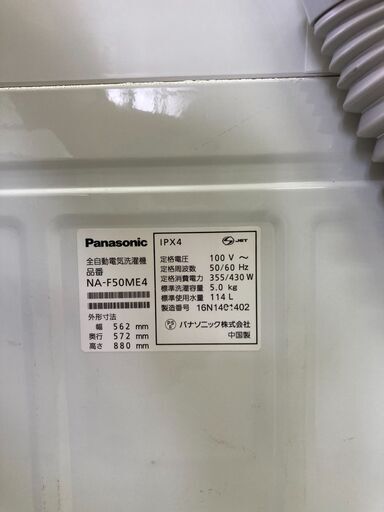 Panasonic
全自動電気洗濯機
品番
NA-F50ME4
外形寸法
幅 562 mm
奥行 572 mm
高さ 880 mm
IPX4
JET
定格電圧 100 V ～
定格周波数 50/60 Hz
定格消費電力 355/430 W
標準洗濯容量 5.0 kg
標準使用水量 114 L
製造番号
パナソニック株式会社
中国製